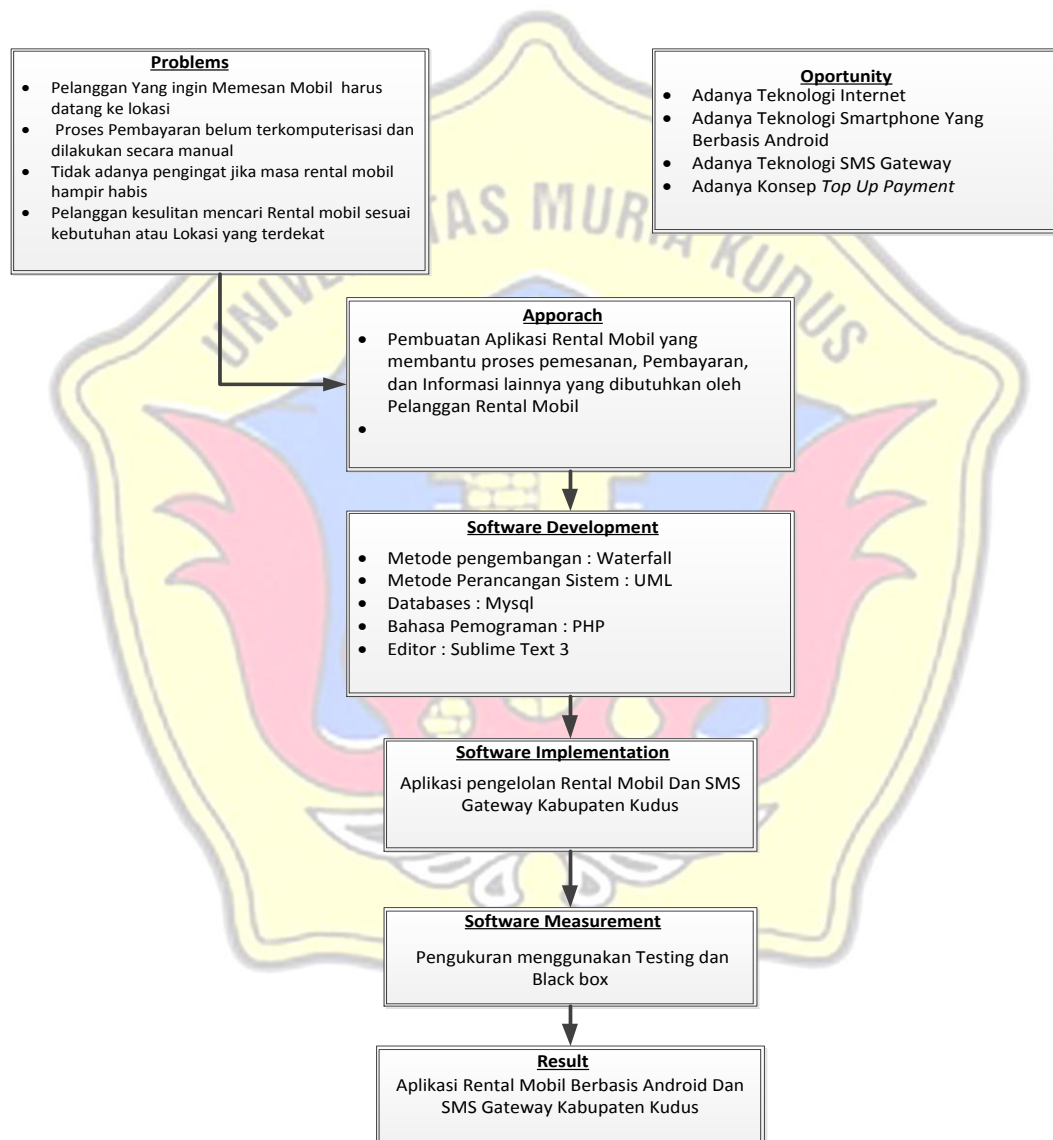 Problems
• Pelanggan Yang ingin Memesan Mobil harus
datang ke lokasi
• Proses Pembayaran belum terkomputerisasi dan
dilakukan secara manual
• Tidak adanya pengingat jika masa rental mobil
hampir habis
• Pelanggan kesulitan mencari Rental mobil sesuai
kebutuhan atau Lokasi yang terdekat
Oportunity
• Adanya Teknologi Internet
• Adanya Teknologi Smartphone Yang
Berbasis Android
• Adanya Teknologi SMS Gateway
• Adanya Konsep Top Up Payment
UNIVERSITAS MURIA KUDUS
Apporach
• Pembuatan Aplikasi Rental Mobil yang
membantu proses pemesanan, Pembayaran,
dan Informasi lainnya yang dibutuhkan oleh
Pelanggan Rental Mobil
•
Software Development
• Metode pengembangan : Waterfall
• Metode Perancangan Sistem : UML
• Databases : Mysql
• Bahasa Pemograman : PHP
• Editor : Sublime Text 3
Software Implementation
Aplikasi pengelolan Rental Mobil Dan SMS
Gateway Kabupaten Kudus
Software Measurement
Pengukuran menggunakan Testing dan
Black box
Result
Aplikasi Rental Mobil Berbasis Android Dan
SMS Gateway Kabupaten Kudus